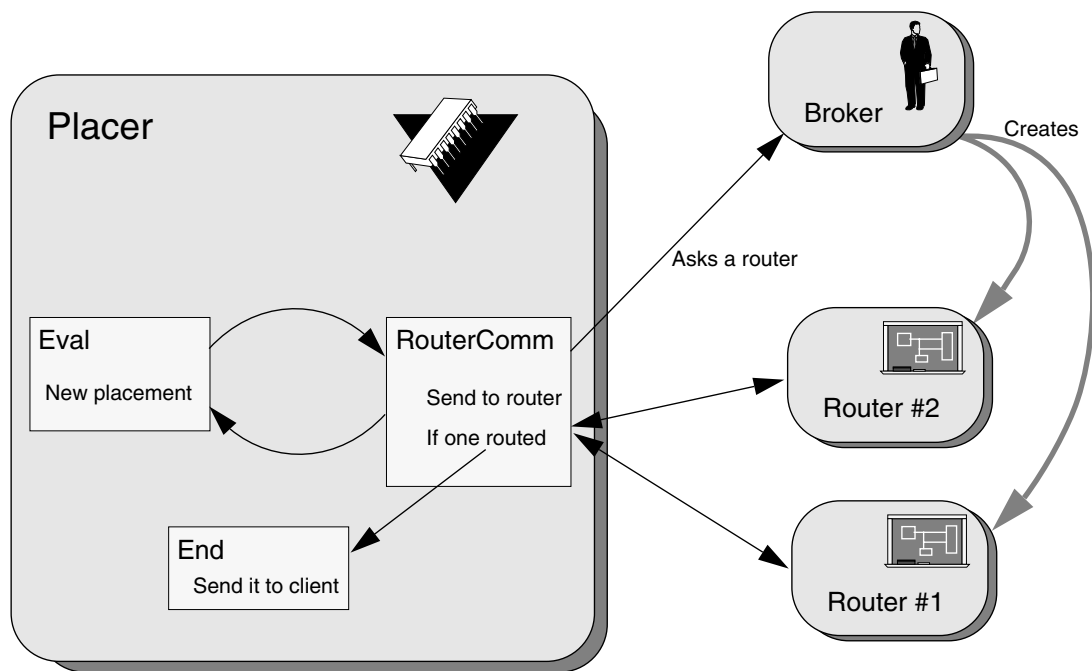 Placer
Broker
Creates
Asks a router
Eval
New placement
RouterComm
Send to router
If one routed
End
Send it to client
Router #2
Router #1